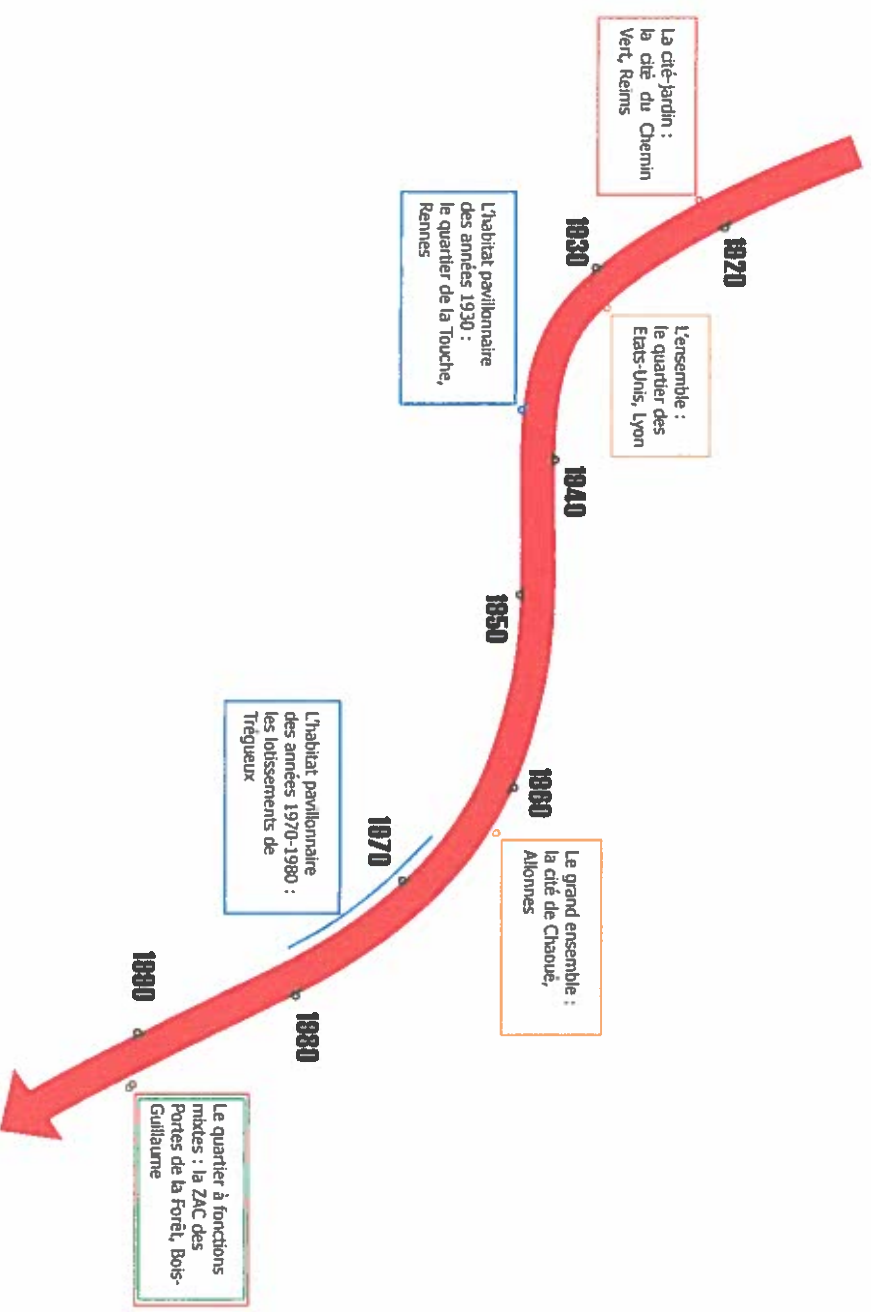 La cité-jardin :
la cité du Chemin
Vert, Reims
1920
1930
L'ensemble :
le quartier des
Etats-Unis, Lyon
L'habitat pavillonnaire
des années 1930 :
le quartier de la Touche,
Rennes
1940
1950
1960
Le grand ensemble :
la cité de Chaoué,
Allonnes
L'habitat pavillonnaire
des années 1970-1980 :
les lotissements de
Trégueux
1970
1980
1990
Le quartier à fonctions
mixtes : la ZAC des
Portes de la Forêt, Bois-
Guillaume